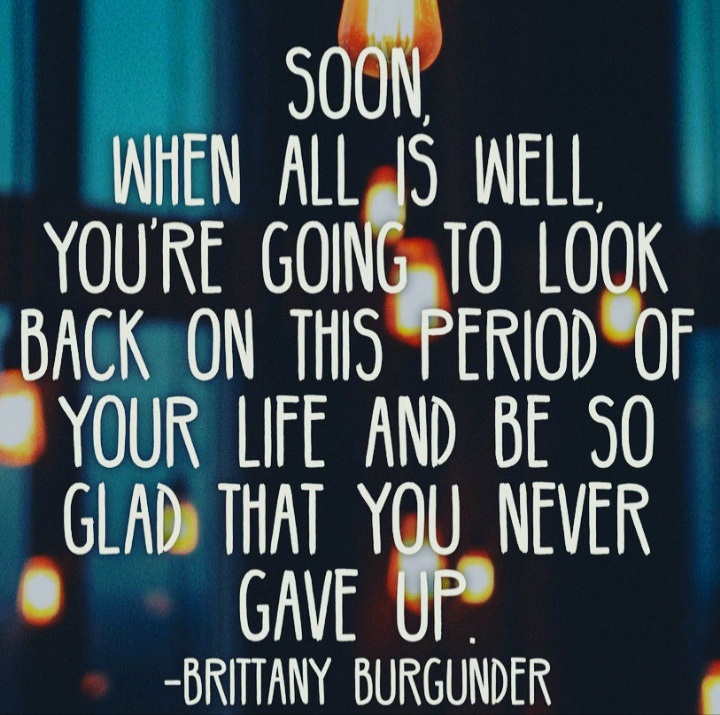 SOON,
WHEN ALL IS WELL,
YOU'RE GOING TO LOOK
BACK ON THIS PERIOD OF
YOUR LIFE AND BE SO
GLAD THAT YOU NEVER
GAVE UP.
-BRITTANY BURGUNDER